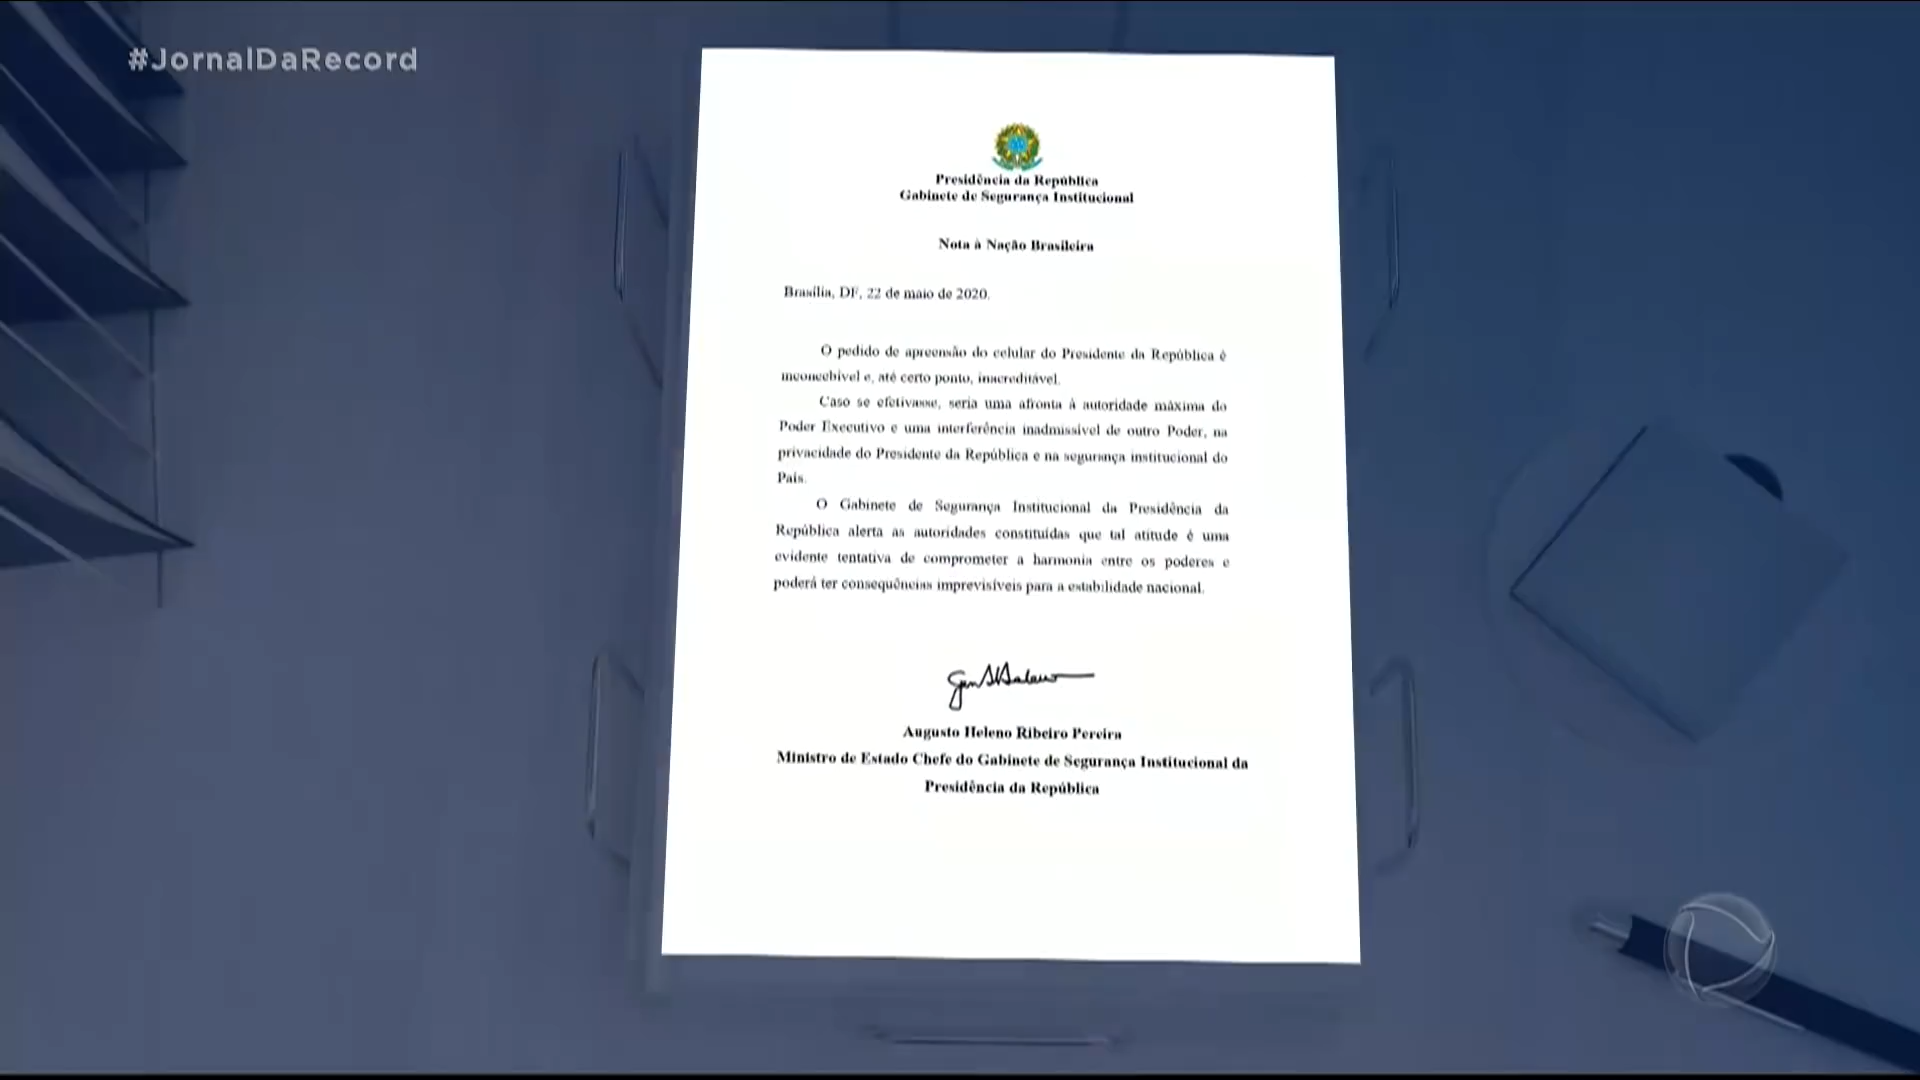 #JornalDaRecord
Presidência da República
Gabinete de Segurança Institucional
Nota à Nação Brasileira
Brasília, DF, 22 de maio de 2020.
O pedido de apreensão do celular do Presidente da República é
inconcebível e, até certo ponto, inacreditável.
Caso se efetivasse, seria uma afronta à autoridade máxima do
Poder Executivo e uma interferência inadmissível de outro Poder, na
privacidade do Presidente da República e na segurança institucional do
País.
O Gabinete de Segurança Institucional da Presidência da
República alerta as autoridades constituídas que tal atitude é uma
evidente tentativa de comprometer a harmonia entre os poderes e
poderá ter consequências imprevisíveis para a estabilidade nacional.
Augusto Heleno Ribeiro Pereira
Ministro de Estado Chefe do Gabinete de Segurança Institucional da
Presidência da República